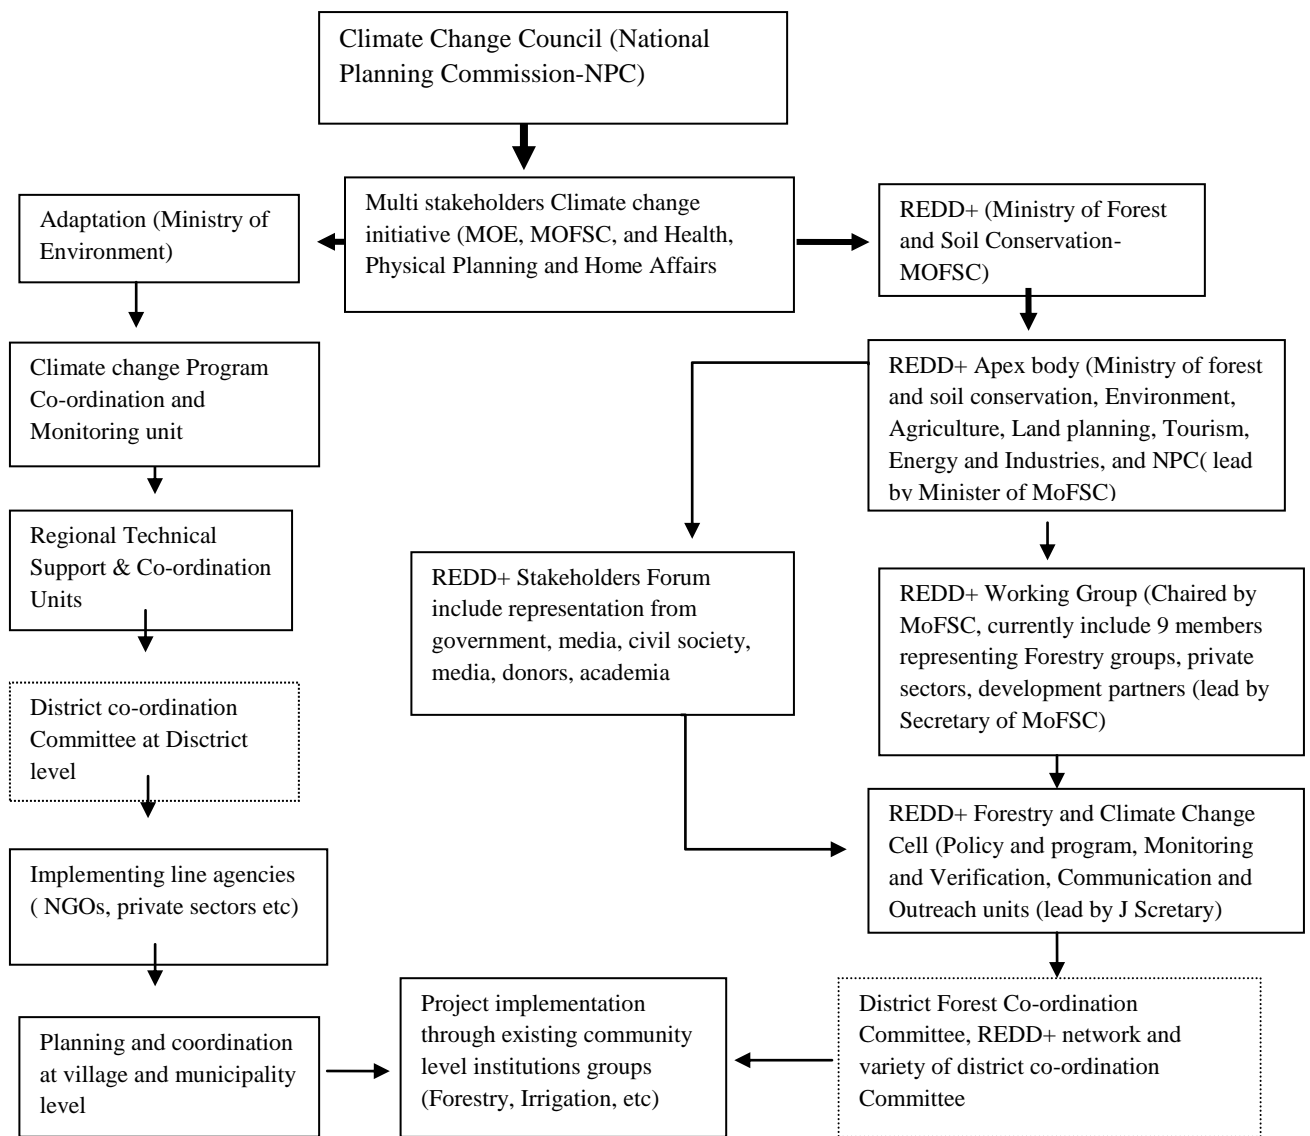 Climate Change Council (National
Planning Commission-NPC)
Multi stakeholders Climate change
initiative (MOE, MOFSC, and Health,
Physical Planning and Home Affairs
Adaptation (Ministry of
Environment)
REDD+ (Ministry of Forest
and Soil Conservation-
MOFSC)
Climate change Program
Co-ordination and
Monitoring unit
REDD+ Apex body (Ministry of forest
and soil conservation, Environment,
Agriculture, Land planning, Tourism,
Energy and Industries, and NPC( lead
by Minister of MoFSC)
Regional Technical
Support & Co-ordination
Units
REDD+ Stakeholders Forum
include representation from
government, media, civil society,
media, donors, academia
REDD+ Working Group (Chaired by
MoFSC, currently include 9 members
representing Forestry groups, private
sectors, development partners (lead by
Secretary of MoFSC)
District co-ordination
Committee at Disctrict
level
REDD+ Forestry and Climate Change
Cell (Policy and program, Monitoring
and Verification, Communication and
Outreach units (lead by J Scretary)
Implementing line agencies
( NGOs, private sectors etc)
Planning and coordination
at village and municipality
level
Project implementation
through existing community
level institutions groups
(Forestry, Irrigation, etc)
District Forest Co-ordination
Committee, REDD+ network and
variety of district co-ordination
Committee